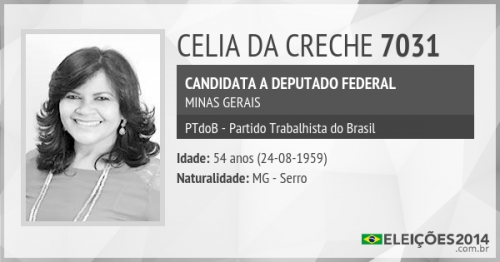 CELIA DA CRECHE 7031
CANDIDATA A DEPUTADO FEDERAL
MINAS GERAIS
PTdoB - Partido Trabalhista do Brasil
Idade: 54 anos (24-08-1959)
Naturalidade: MG - Serro
ELEIÇÕES2014
.com.br